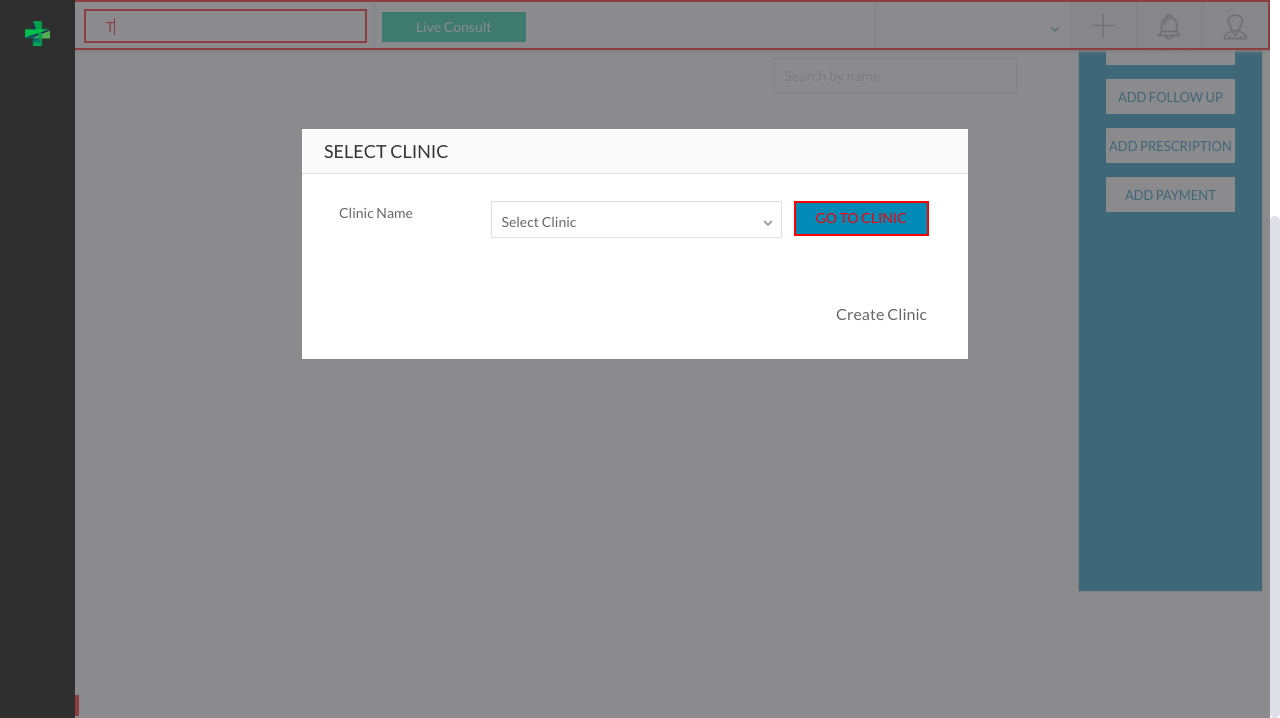 T
Live Consult
Search by name
ADD FOLLOW UP
ADD PRESCRIPTION
ADD PAYMENT
SELECT CLINIC
Clinic Name
Select Clinic
GO TO CLINIC
Create Clinic